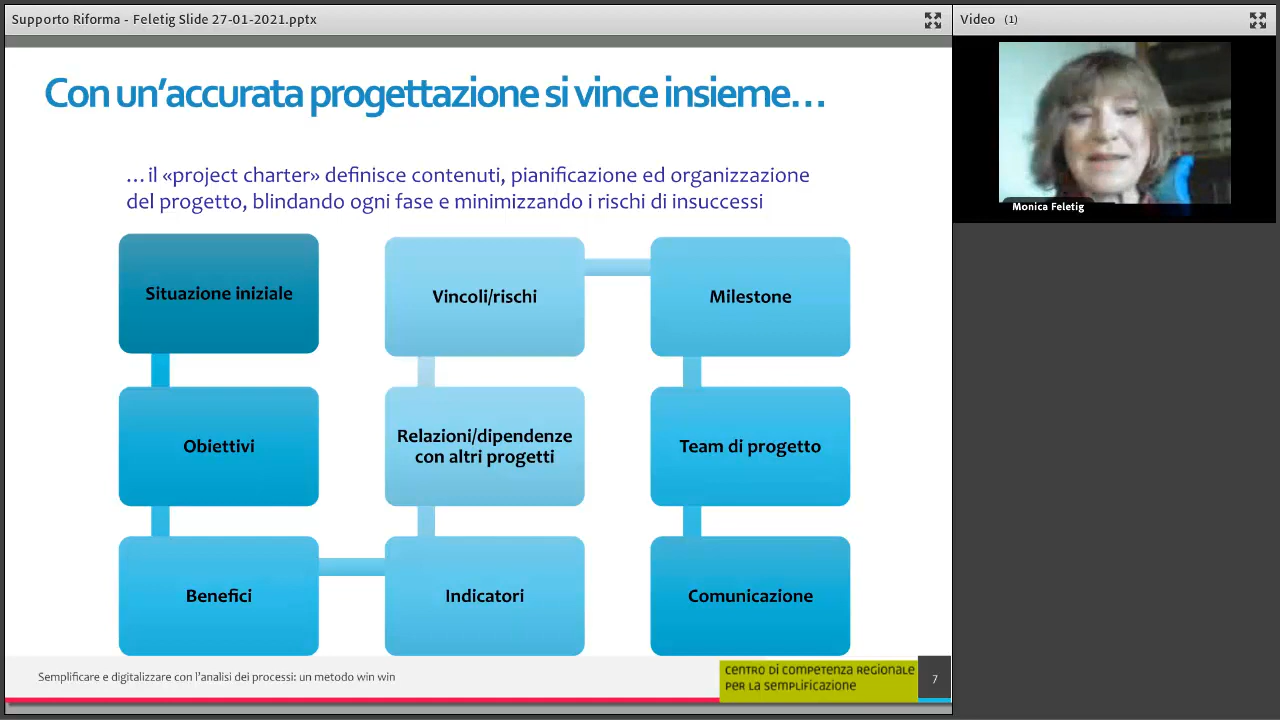 Supporto Riforma - Feletig Slide 27-01-2021.pptx
Video (1)
Monica Feletig
Con un'accurata progettazione si vince insieme…
…il «project charter» definisce contenuti, pianificazione ed organizzazione
del progetto, blindando ogni fase e minimizzando i rischi di insuccessi
Situazione iniziale
Obiettivi
Benefici
Indicatori
Relazioni/dipendenze
con altri progetti
Vincoli/rischi
Milestone
Team di progetto
Comunicazione
Semplificare e digitalizzare con l'analisi dei processi: un metodo win win
CENTRO DI COMPETENZA REGIONALE
PER LA SEMPLIFICAZIONE
7